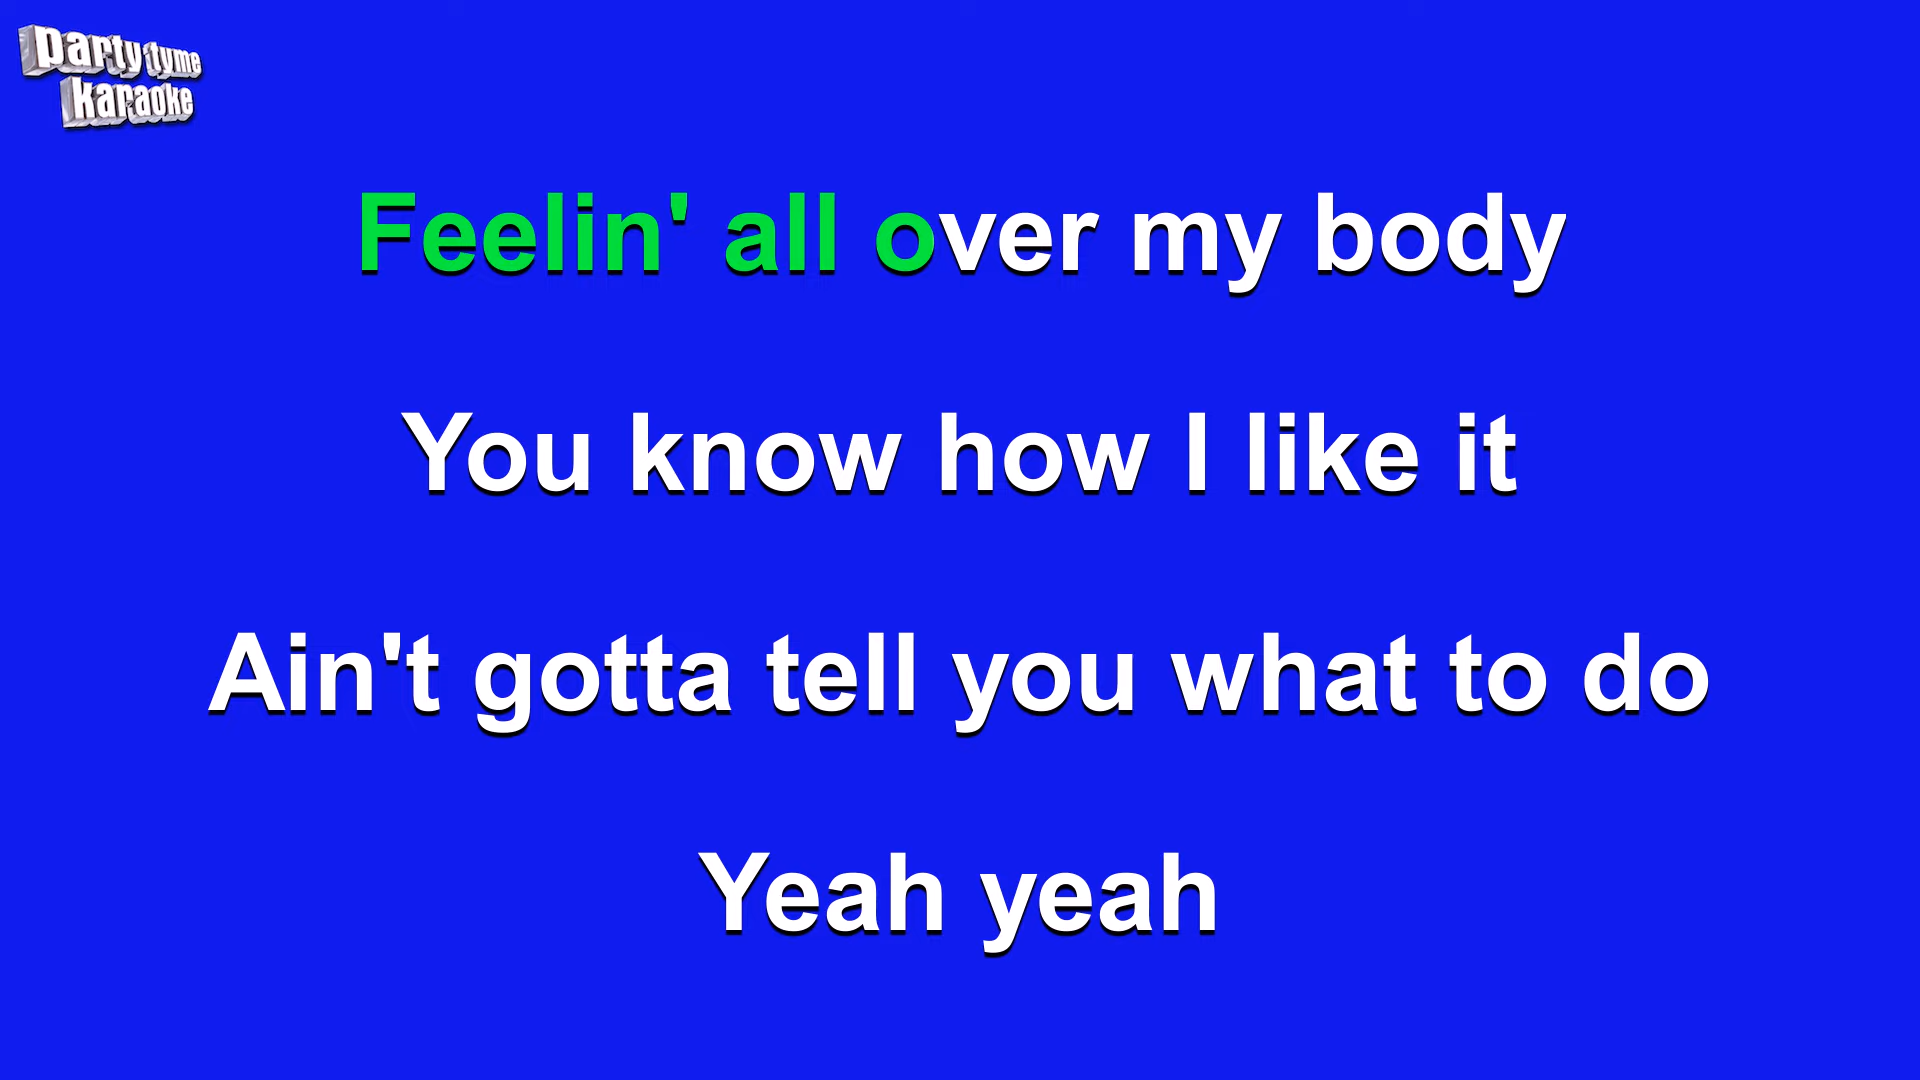 party tyme
karaoke
Feelin' all over my body
You know how I like it
Ain't gotta tell you what to do
Yeah yeah